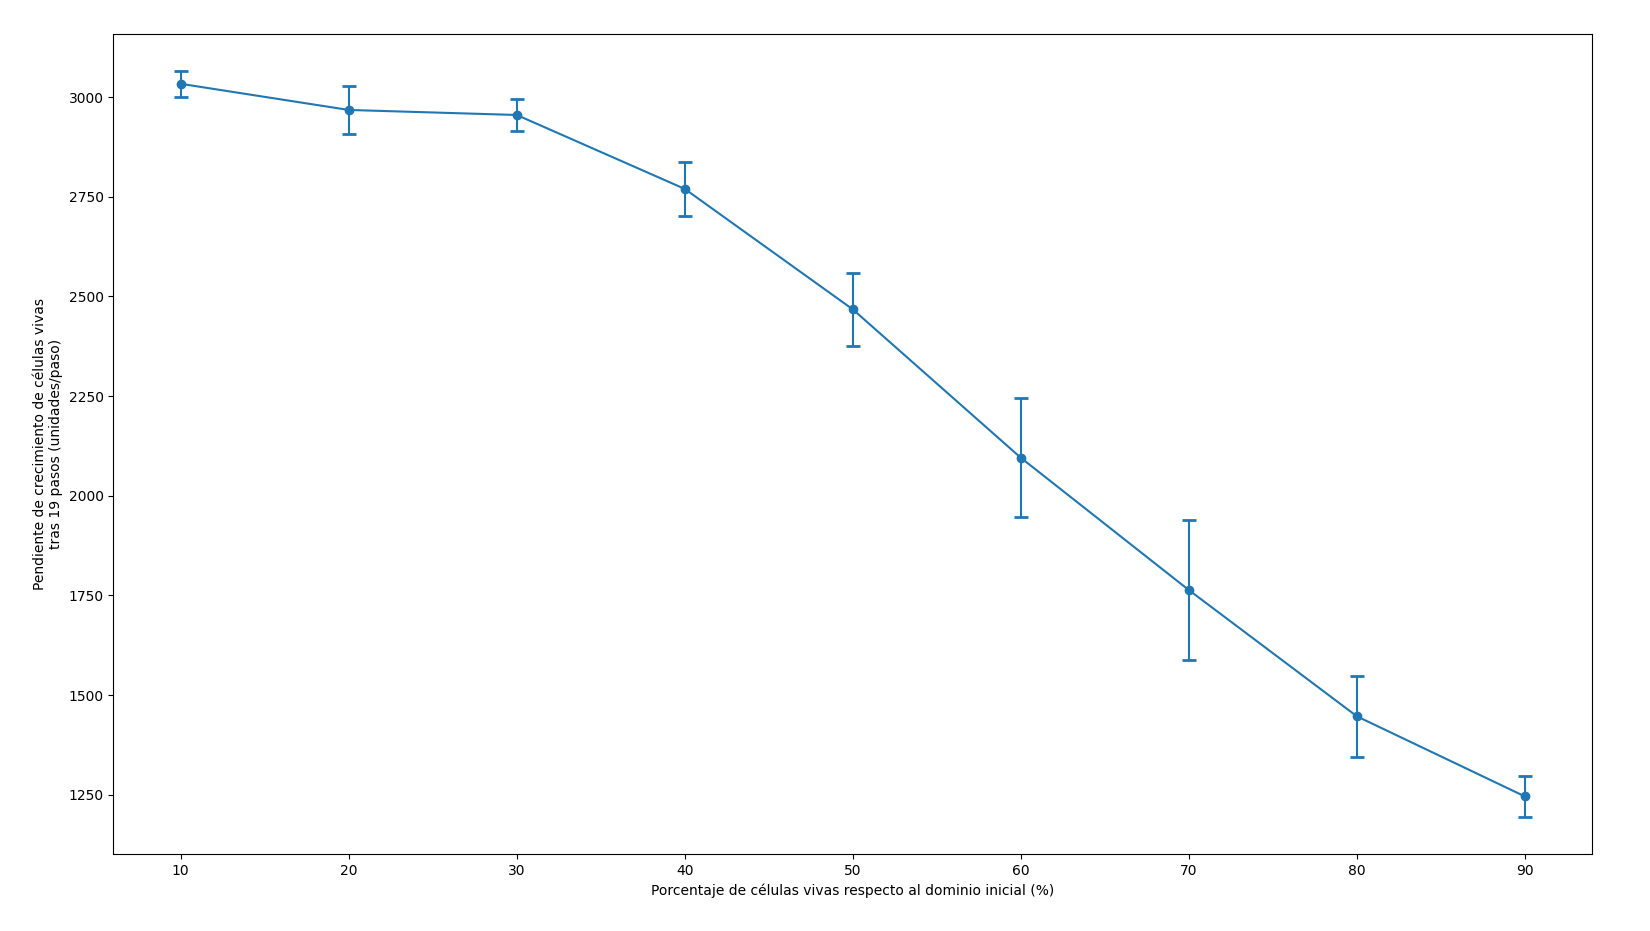 3000
2750
2500
2250
2000
1750
1500
1250
Pendiente de crecimiento de células vivas
tras 19 pasos (unidades/paso)
10 20 30 40 50 60 70 80 90
Porcentaje de células vivas respecto al dominio inicial (%)